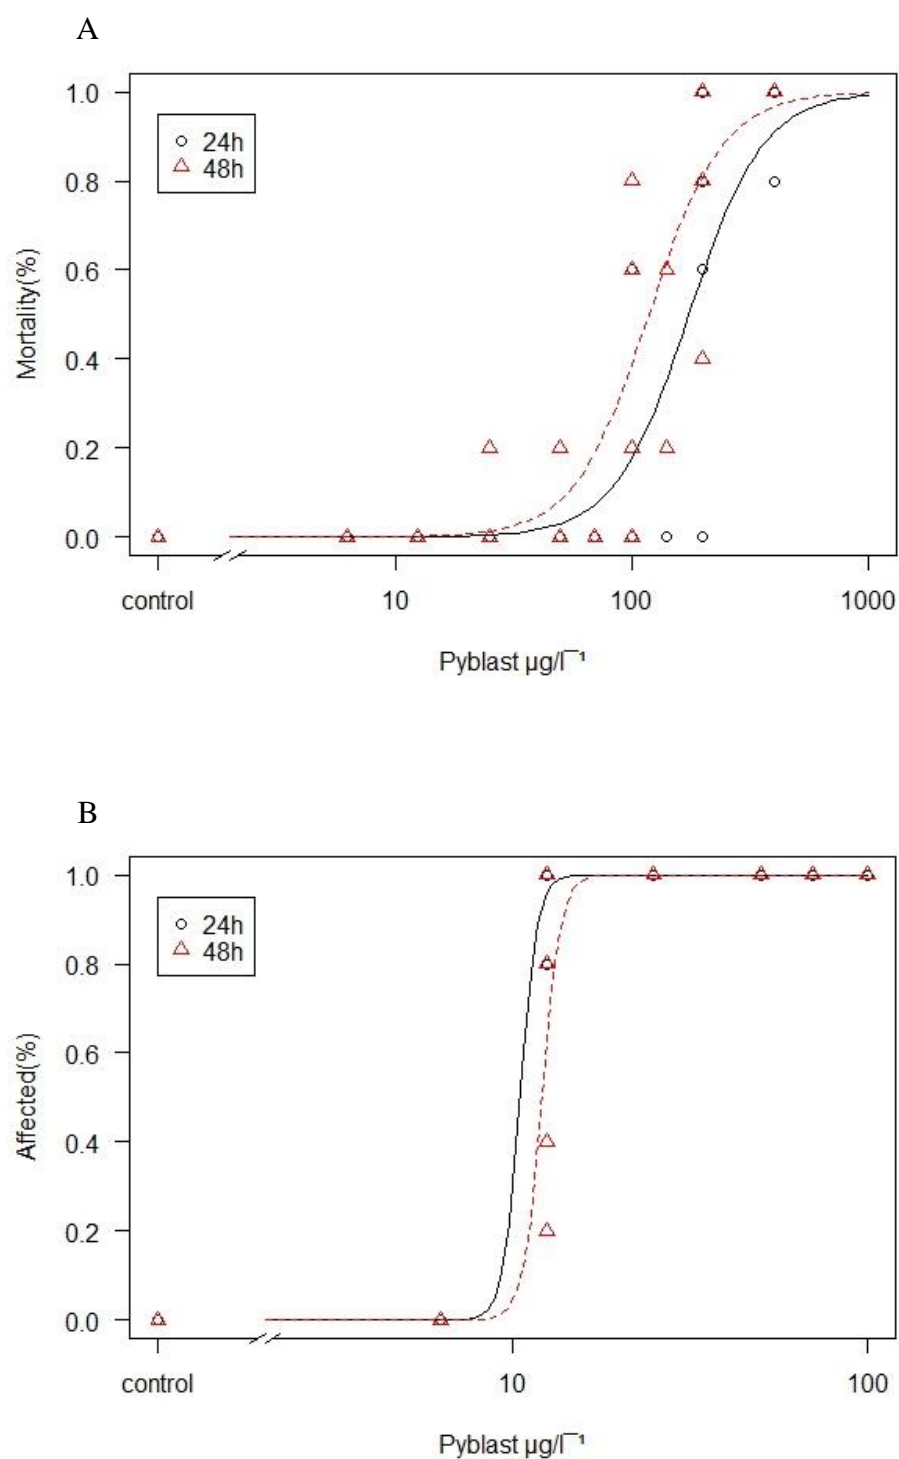 A
Mortality(%)
1.0
0.8
0.6
0.4
0.2
0.0
24h
48h
control
10
100
1000
Pyblast µg/l¯¹
B
Affected(%)
1.0
0.8
0.6
0.4
0.2
0.0
24h
48h
control
10
100
Pyblast µg/l¯¹